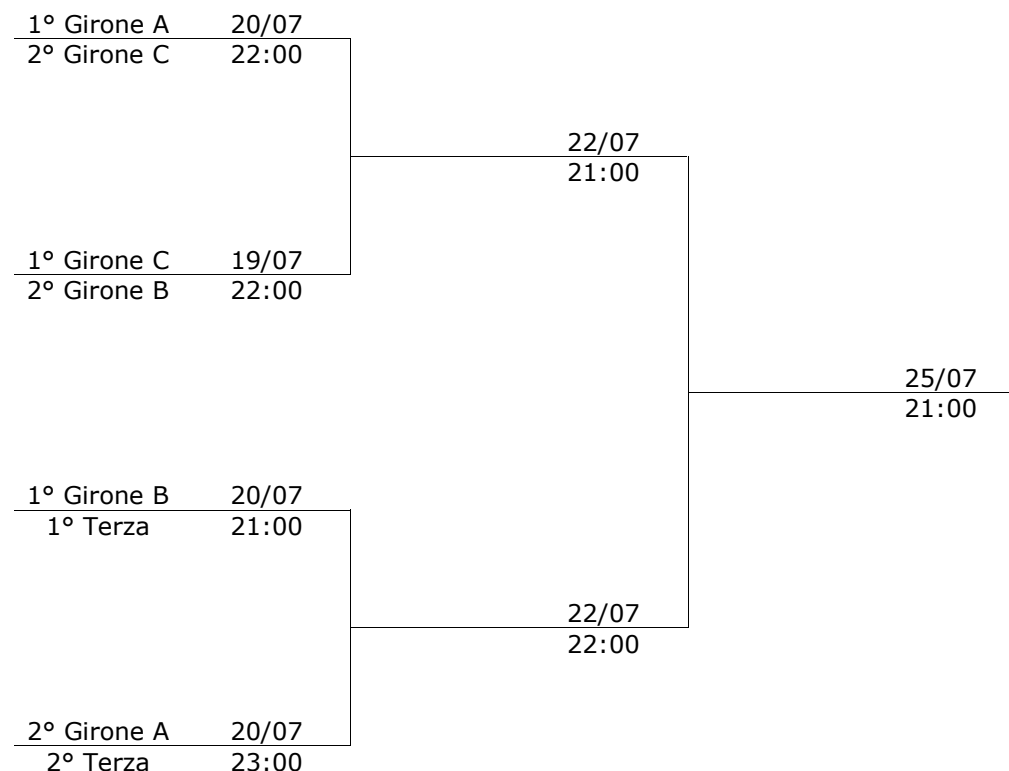 1° Girone A 20/07
2° Girone C 22:00
22/07
21:00
1° Girone C 19/07
2° Girone B 22:00
25/07
21:00
1° Girone B 20/07
1° Terza 21:00
22/07
22:00
2° Girone A 20/07
2° Terza 23:00